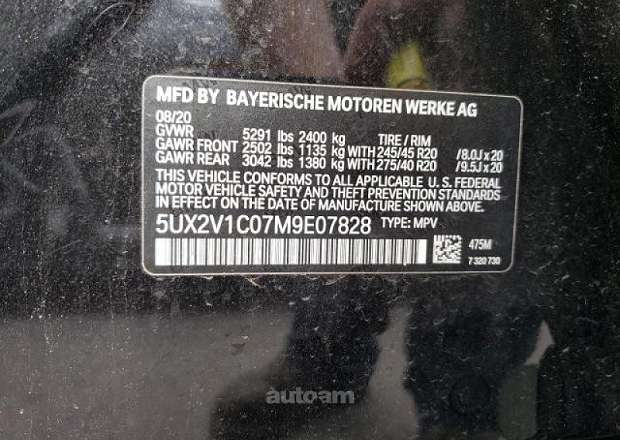 MFD BY BAYERISCHE MOTOREN WERKE AG
08/20
GVWR 5291 lbs 2400 kg TIRE / RIM
GAWR FRONT 2502 lbs 1135 kg WITH 245/45 R20 /8.0J x 20
GAWR REAR 3042 lbs 1380 kg WITH 275/40 R20 /9.5J x 20
THIS VEHICLE CONFORMS TO ALL APPLICABLE U. S. FEDERAL
MOTOR VEHICLE SAFETY AND THEFT PREVENTION STANDARDS
IN EFFECT ON THE DATE OF MANUFACTURE SHOWN ABOVE.
5UX2V1C07M9E07828 TYPE: MPV
475M
7 320 730
autoam